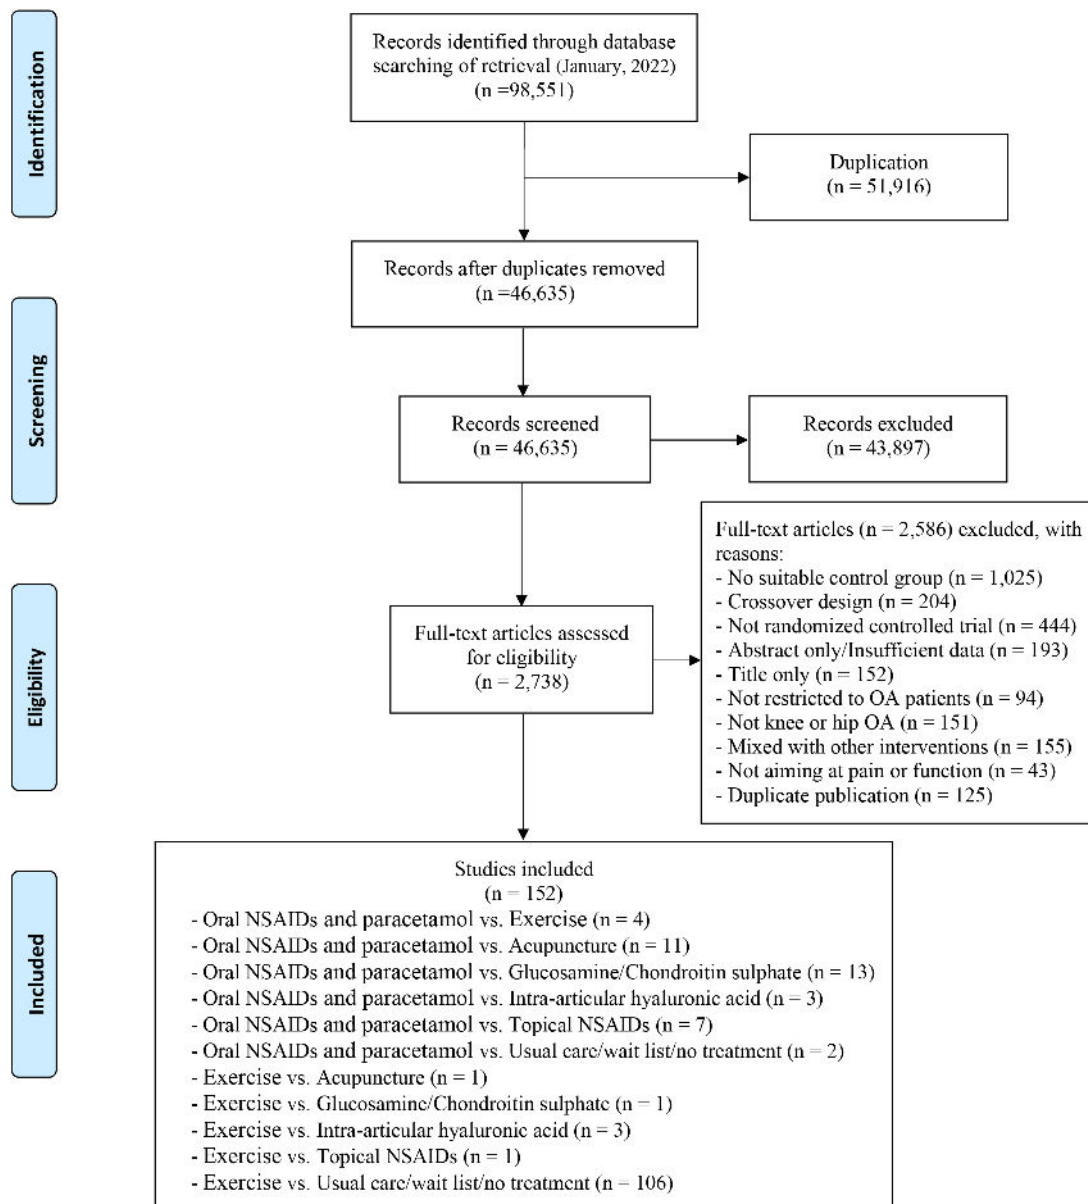 Identification
Records identified through database
searching of retrieval (January, 2022)
(n =98,551)
Duplication
(n = 51,916)
Records after duplicates removed
(n =46,635)
Screening
Records screened
(n = 46,635)
Records excluded
(n = 43,897)
Eligibility
Full-text articles assessed
for eligibility
(n = 2,738)
Full-text articles (n = 2,586) excluded, with
reasons:
- No suitable control group (n = 1,025)
- Crossover design (n = 204)
- Not randomized controlled trial (n = 444)
- Abstract only/Insufficient data (n = 193)
- Title only (n = 152)
- Not restricted to OA patients (n = 94)
- Not knee or hip OA (n = 151)
- Mixed with other interventions (n = 155)
- Not aiming at pain or function (n = 43)
- Duplicate publication (n = 125)
Included
Studies included
(n = 152)
- Oral NSAIDs and paracetamol vs. Exercise (n = 4)
- Oral NSAIDs and paracetamol vs. Acupuncture (n = 11)
- Oral NSAIDs and paracetamol vs. Glucosamine/Chondroitin sulphate (n = 13)
- Oral NSAIDs and paracetamol vs. Intra-articular hyaluronic acid (n = 3)
- Oral NSAIDs and paracetamol vs. Topical NSAIDs (n = 7)
- Oral NSAIDs and paracetamol vs. Usual care/wait list/no treatment (n = 2)
- Exercise vs. Acupuncture (n = 1)
- Exercise vs. Glucosamine/Chondroitin sulphate (n = 1)
- Exercise vs. Intra-articular hyaluronic acid (n = 3)
- Exercise vs. Topical NSAIDs (n = 1)
- Exercise vs. Usual care/wait list/no treatment (n = 106)